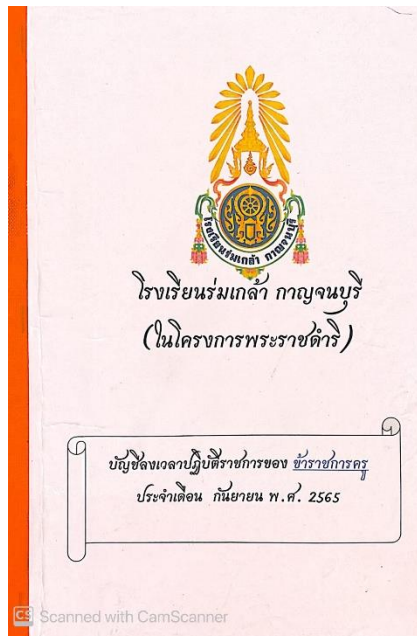 โรงเรียนร่มเกล้า กาญจนบุรี
โรงเรียนร่มเกล้า กาญจนบุรี
(ในโครงการพระราชดำริ)
บัญชีลงเวลาปฏิบัติราชการของ ข้าราชการครู
ประจำเดือน กันยายน พ.ศ. 2565
CS Scanned with CamScanner